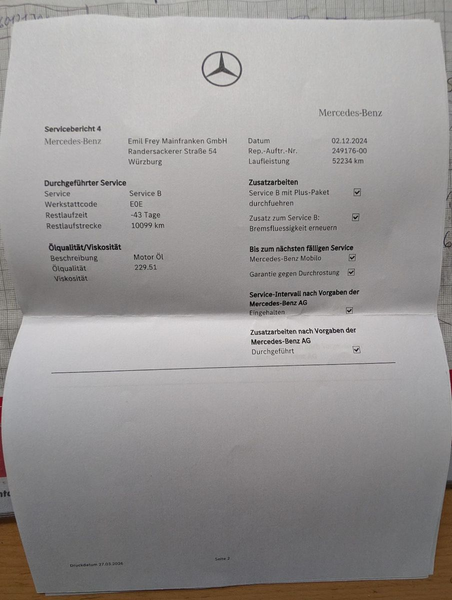 Mercedes-Benz
Servicebericht 4
Mercedes-Benz
Emil Frey Mainfranken GmbH
Randersackerer Straße 54
Würzburg
Datum 02.12.2024
Rep.-Auftr.-Nr. 249176-00
Laufleistung 52234 km
Durchgeführter Service
Service Service B
Werkstattcode E0E
Restlaufzeit -43 Tage
Restlaufstrecke 10099 km
Ölqualität/Viskosität
Beschreibung Motor Öl
Ölqualität 229.51
Viskosität
Zusatzarbeiten
Service B mit Plus-Paket
durchfuehren
Zusatz zum Service B:
Bremsfluessigkeit erneuern
Bis zum nächsten fälligen Service
Mercedes-Benz Mobilo
Garantie gegen Durchrostung
Service-Intervall nach Vorgaben der
Mercedes-Benz AG
Eingehalten
Zusatzarbeiten nach Vorgaben der
Mercedes-Benz AG
Durchgeführt
Druckdatum
Seite